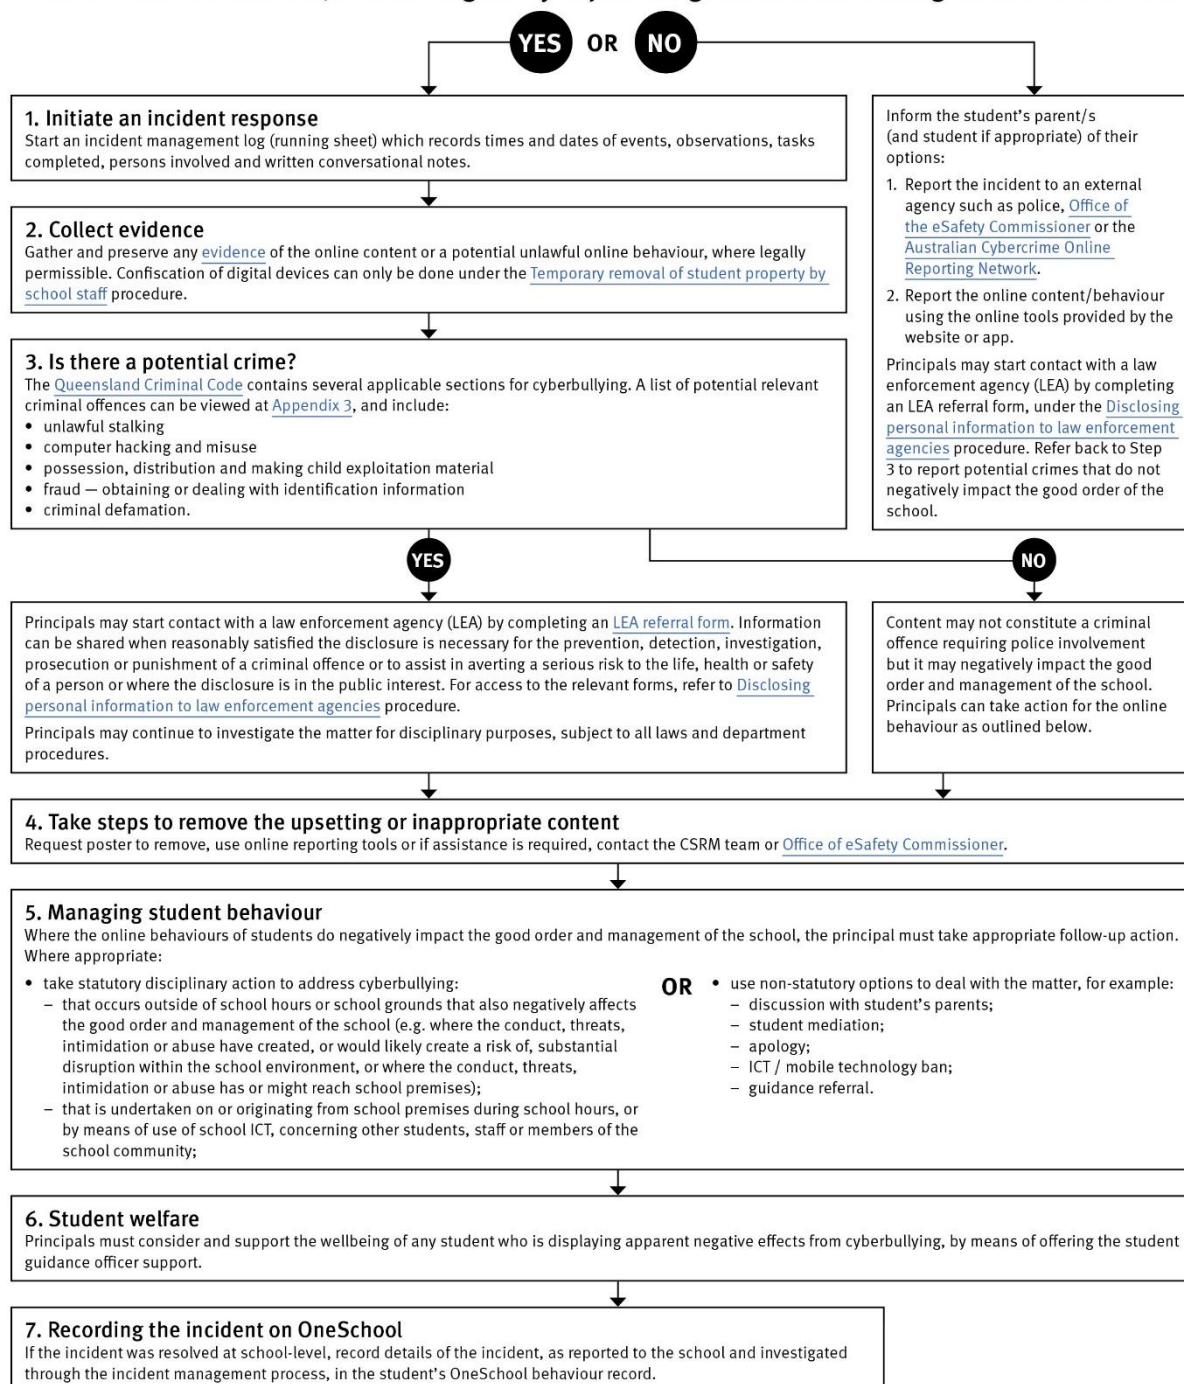 YES OR NO
1. Initiate an incident response
Start an incident management log (running sheet) which records times and dates of events, observations, tasks
completed, persons involved and written conversational notes.
2. Collect evidence
Gather and preserve any evidence of the online content or a potential unlawful online behaviour, where legally
permissible. Confiscation of digital devices can only be done under the Temporary removal of student property by
school staff procedure.
3. Is there a potential crime?
The Queensland Criminal Code contains several applicable sections for cyberbullying. A list of potential relevant
criminal offences can be viewed at Appendix 3, and include:
• unlawful stalking
• computer hacking and misuse
• possession, distribution and making child exploitation material
• fraud — obtaining or dealing with identification information
• criminal defamation.
Inform the student's parent/s
(and student if appropriate) of their
options:
1. Report the incident to an external
agency such as police, Office of
the eSafety Commissioner or the
Australian Cybercrime Online
Reporting Network.
2. Report the online content/behaviour
using the online tools provided by the
website or app.
Principals may start contact with a law
enforcement agency (LEA) by completing
an LEA referral form, under the Disclosing
personal information to law enforcement
agencies procedure. Refer back to Step
3 to report potential crimes that do not
negatively impact the good order of the
school.
YES
NO
Principals may start contact with a law enforcement agency (LEA) by completing an LEA referral form. Information
can be shared when reasonably satisfied the disclosure is necessary for the prevention, detection, investigation,
prosecution or punishment of a criminal offence or to assist in averting a serious risk to the life, health or safety
of a person or where the disclosure is in the public interest. For access to the relevant forms, refer to Disclosing
personal information to law enforcement agencies procedure.
Principals may continue to investigate the matter for disciplinary purposes, subject to all laws and department
procedures.
Content may not constitute a criminal
offence requiring police involvement
but it may negatively impact the good
order and management of the school.
Principals can take action for the online
behaviour as outlined below.
4. Take steps to remove the upsetting or inappropriate content
Request poster to remove, use online reporting tools or if assistance is required, contact the CSRM team or Office of eSafety Commissioner.
5. Managing student behaviour
Where the online behaviours of students do negatively impact the good order and management of the school, the principal must take appropriate follow-up action.
Where appropriate:
• take statutory disciplinary action to address cyberbullying:
– that occurs outside of school hours or school grounds that also negatively affects
the good order and management of the school (e.g. where the conduct, threats,
intimidation or abuse have created, or would likely create a risk of, substantial
disruption within the school environment, or where the conduct, threats,
intimidation or abuse has or might reach school premises);
– that is undertaken on or originating from school premises during school hours, or
by means of use of school ICT, concerning other students, staff or members of the
school community;
OR
• use non-statutory options to deal with the matter, for example:
– discussion with student's parents;
– student mediation;
– apology;
– ICT / mobile technology ban;
– guidance referral.
6. Student welfare
Principals must consider and support the wellbeing of any student who is displaying apparent negative effects from cyberbullying, by means of offering the student
guidance officer support.
7. Recording the incident on OneSchool
If the incident was resolved at school-level, record details of the incident, as reported to the school and investigated
through the incident management process, in the student's OneSchool behaviour record.